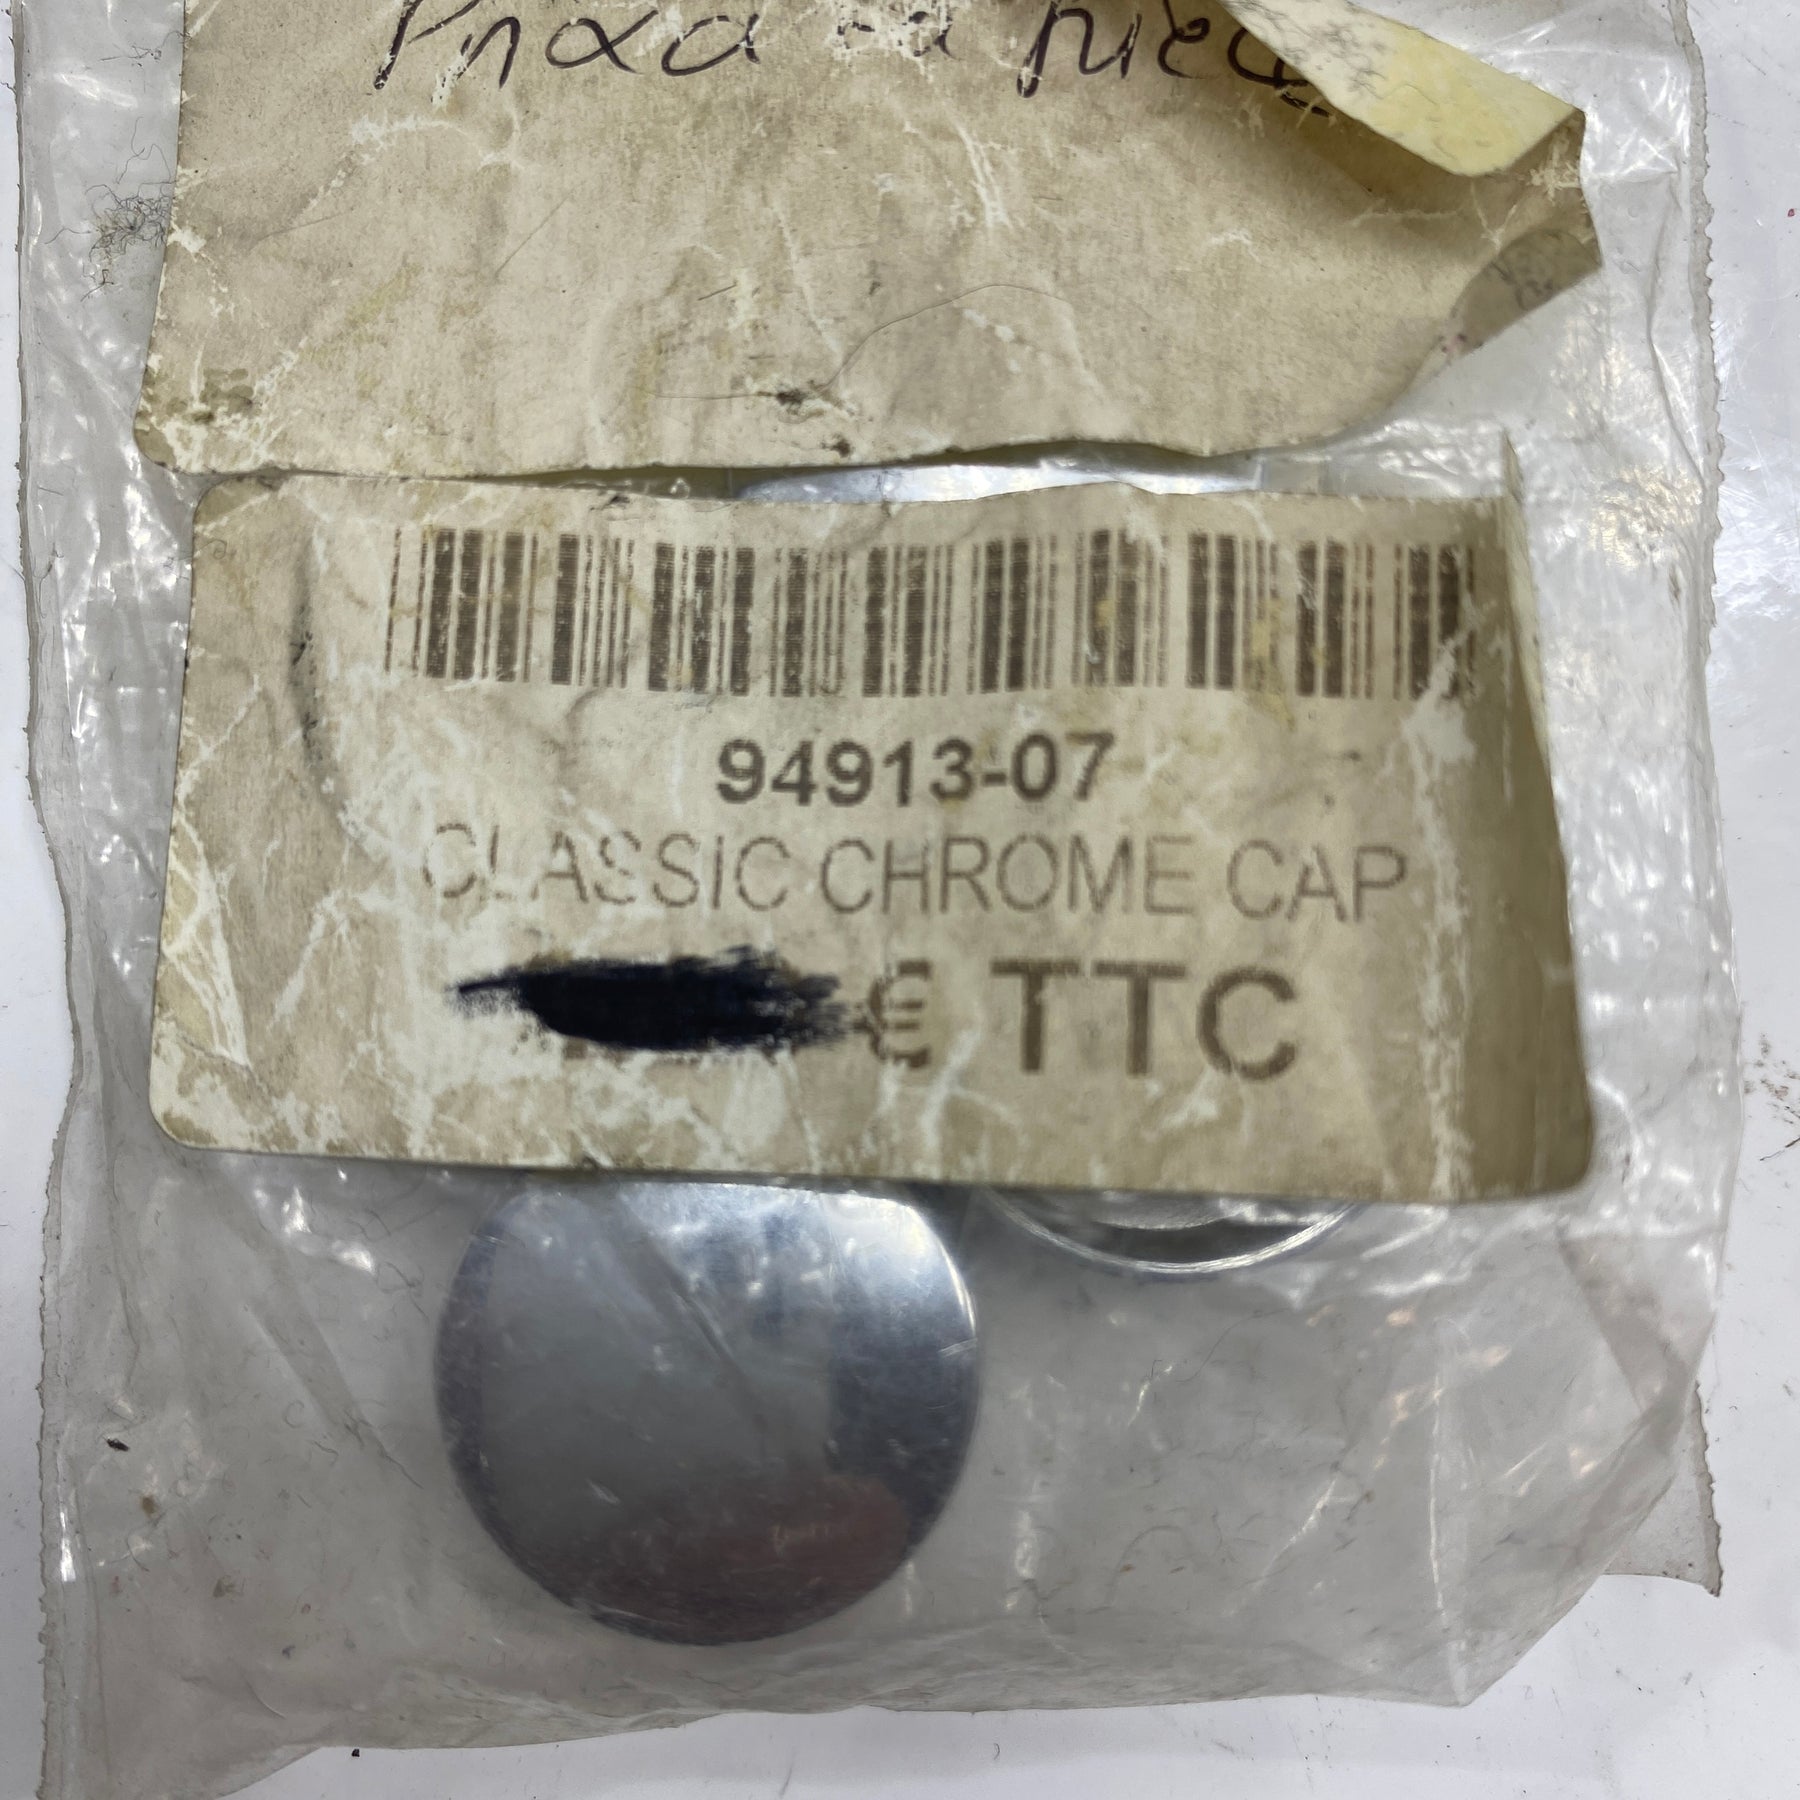 94913-07
CLASSIC CHROME CAP
€ TTC